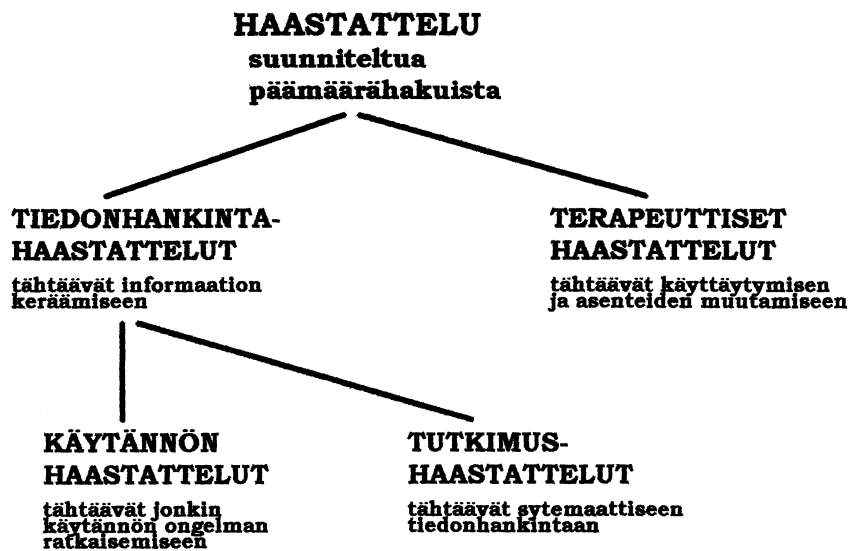 HAASTATTELU
suunniteltua
päämäärähakuista
TIEDONHANKINTA-
HAASTATTELUT
tähtäävät informaation
keräämiseen
TERAPEUTTISET
HAASTATTELUT
tähtäävät käyttäytymisen
ja asenteiden muutamiseen
KÄYTÄNNÖN
HAASTATTELUT
tähtäävät jonkin
käytännön ongelman
ratkaisemiseen
TUTKIMUS-
HAASTATTELUT
tähtäävät sytemaattiseen
tiedonhankintaan